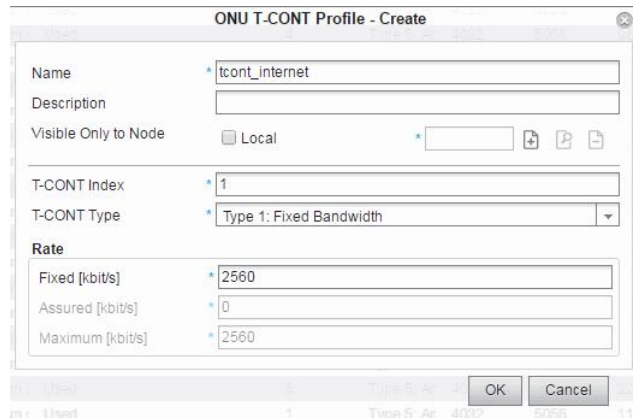 ONU T-CONT Profile - Create
Name * tcont_internet
Description
Visible Only to Node Local *
T-CONT Index * 1
T-CONT Type * Type 1: Fixed Bandwidth
Rate
Fixed [kbit/s] * 2560
Assured [kbit/s] * 0
Maximum [kbit/s] * 2560
OK Cancel